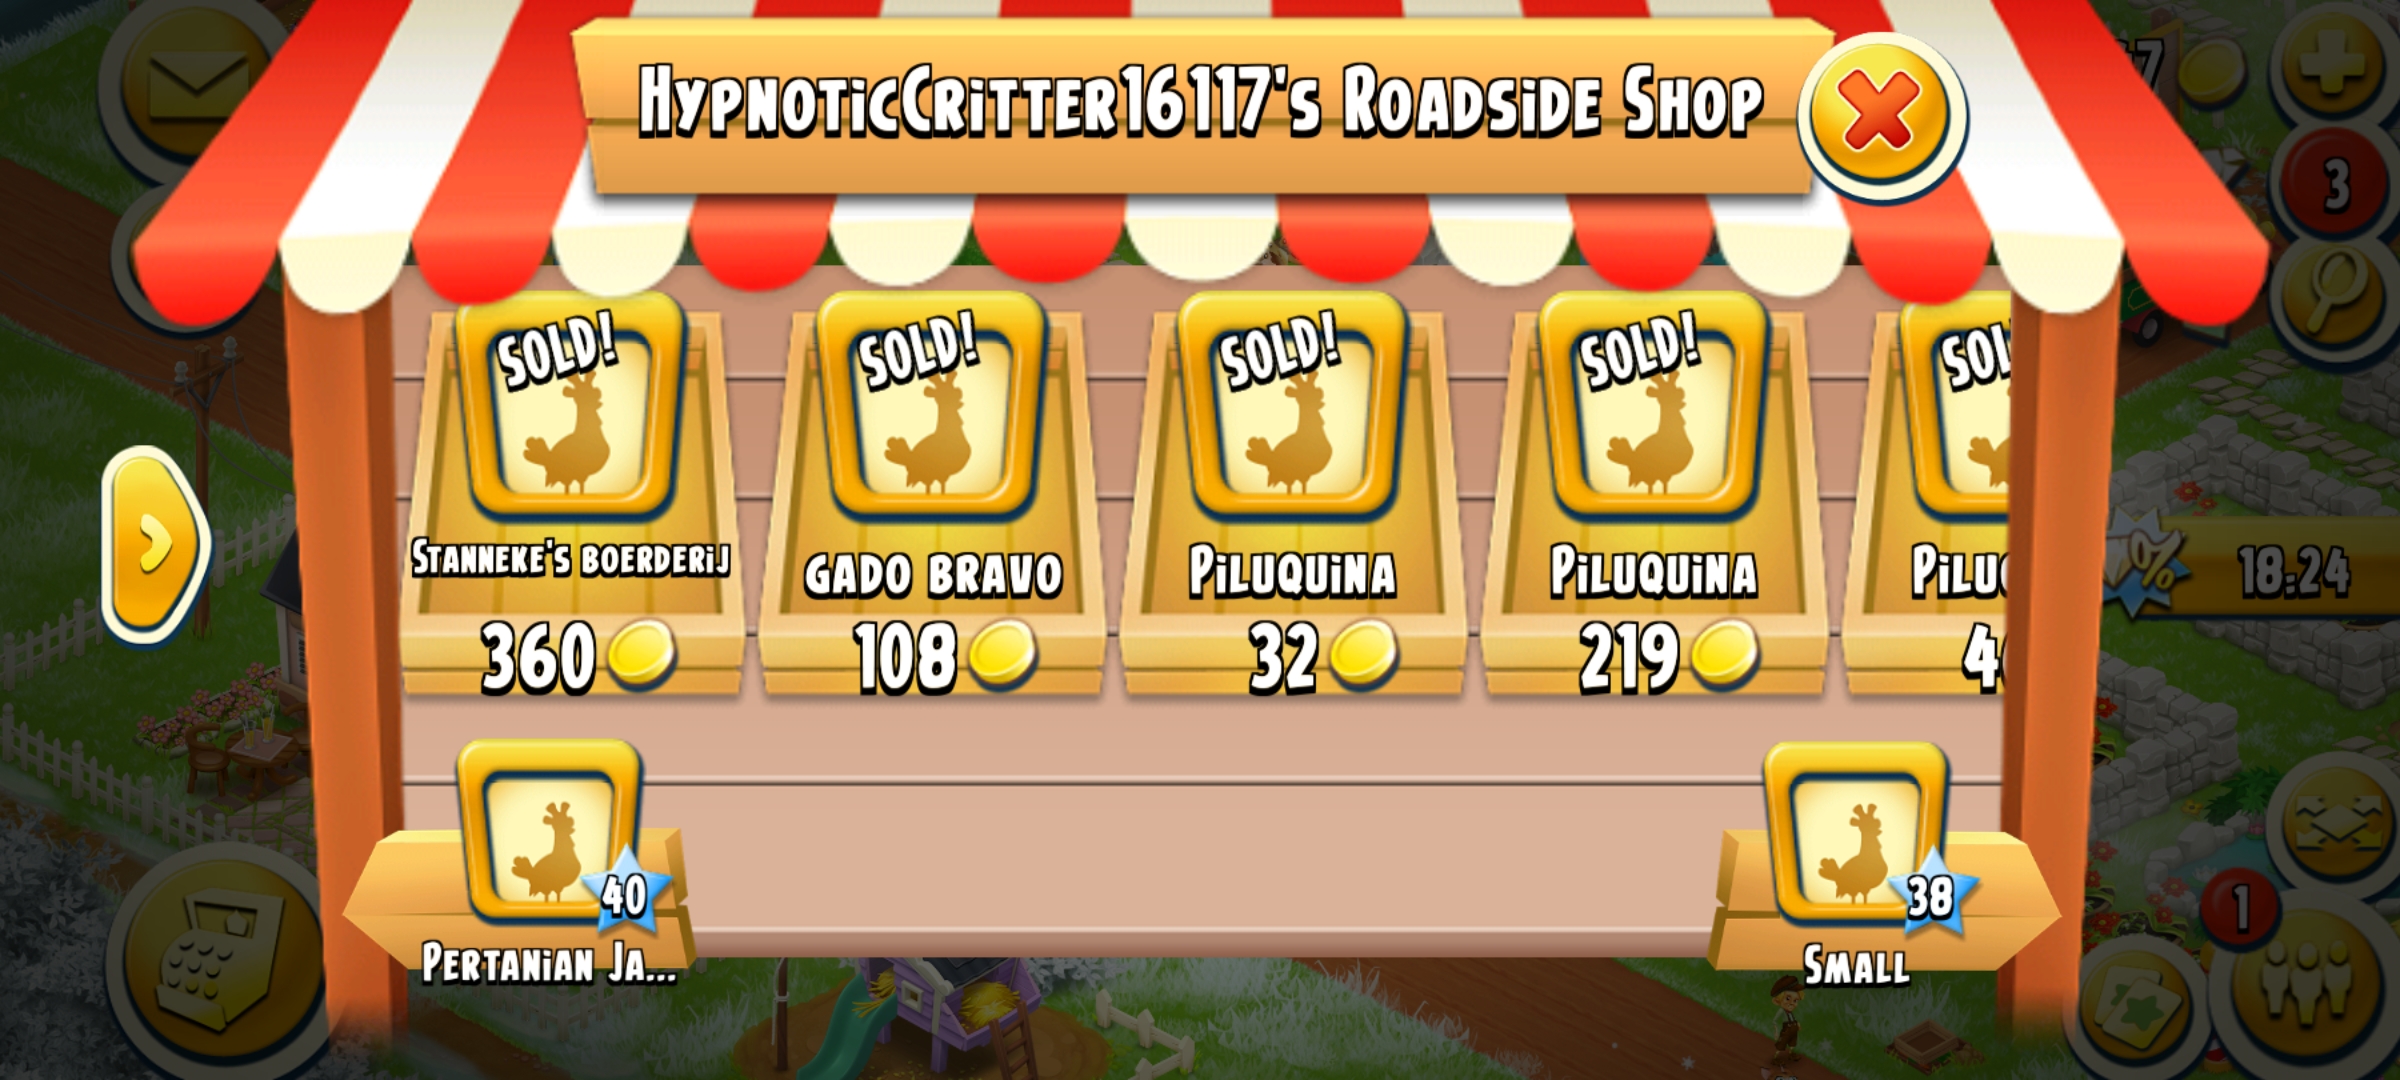 HypnoticCritter16117's Roadside Shop
3
SOLD! SOLD! SOLD! SOLD!
Stanneke's boerderij gado bravo Piluquina Piluquina
360 108 32 219
18:24
40 38
1
Pertanian Ja... Small